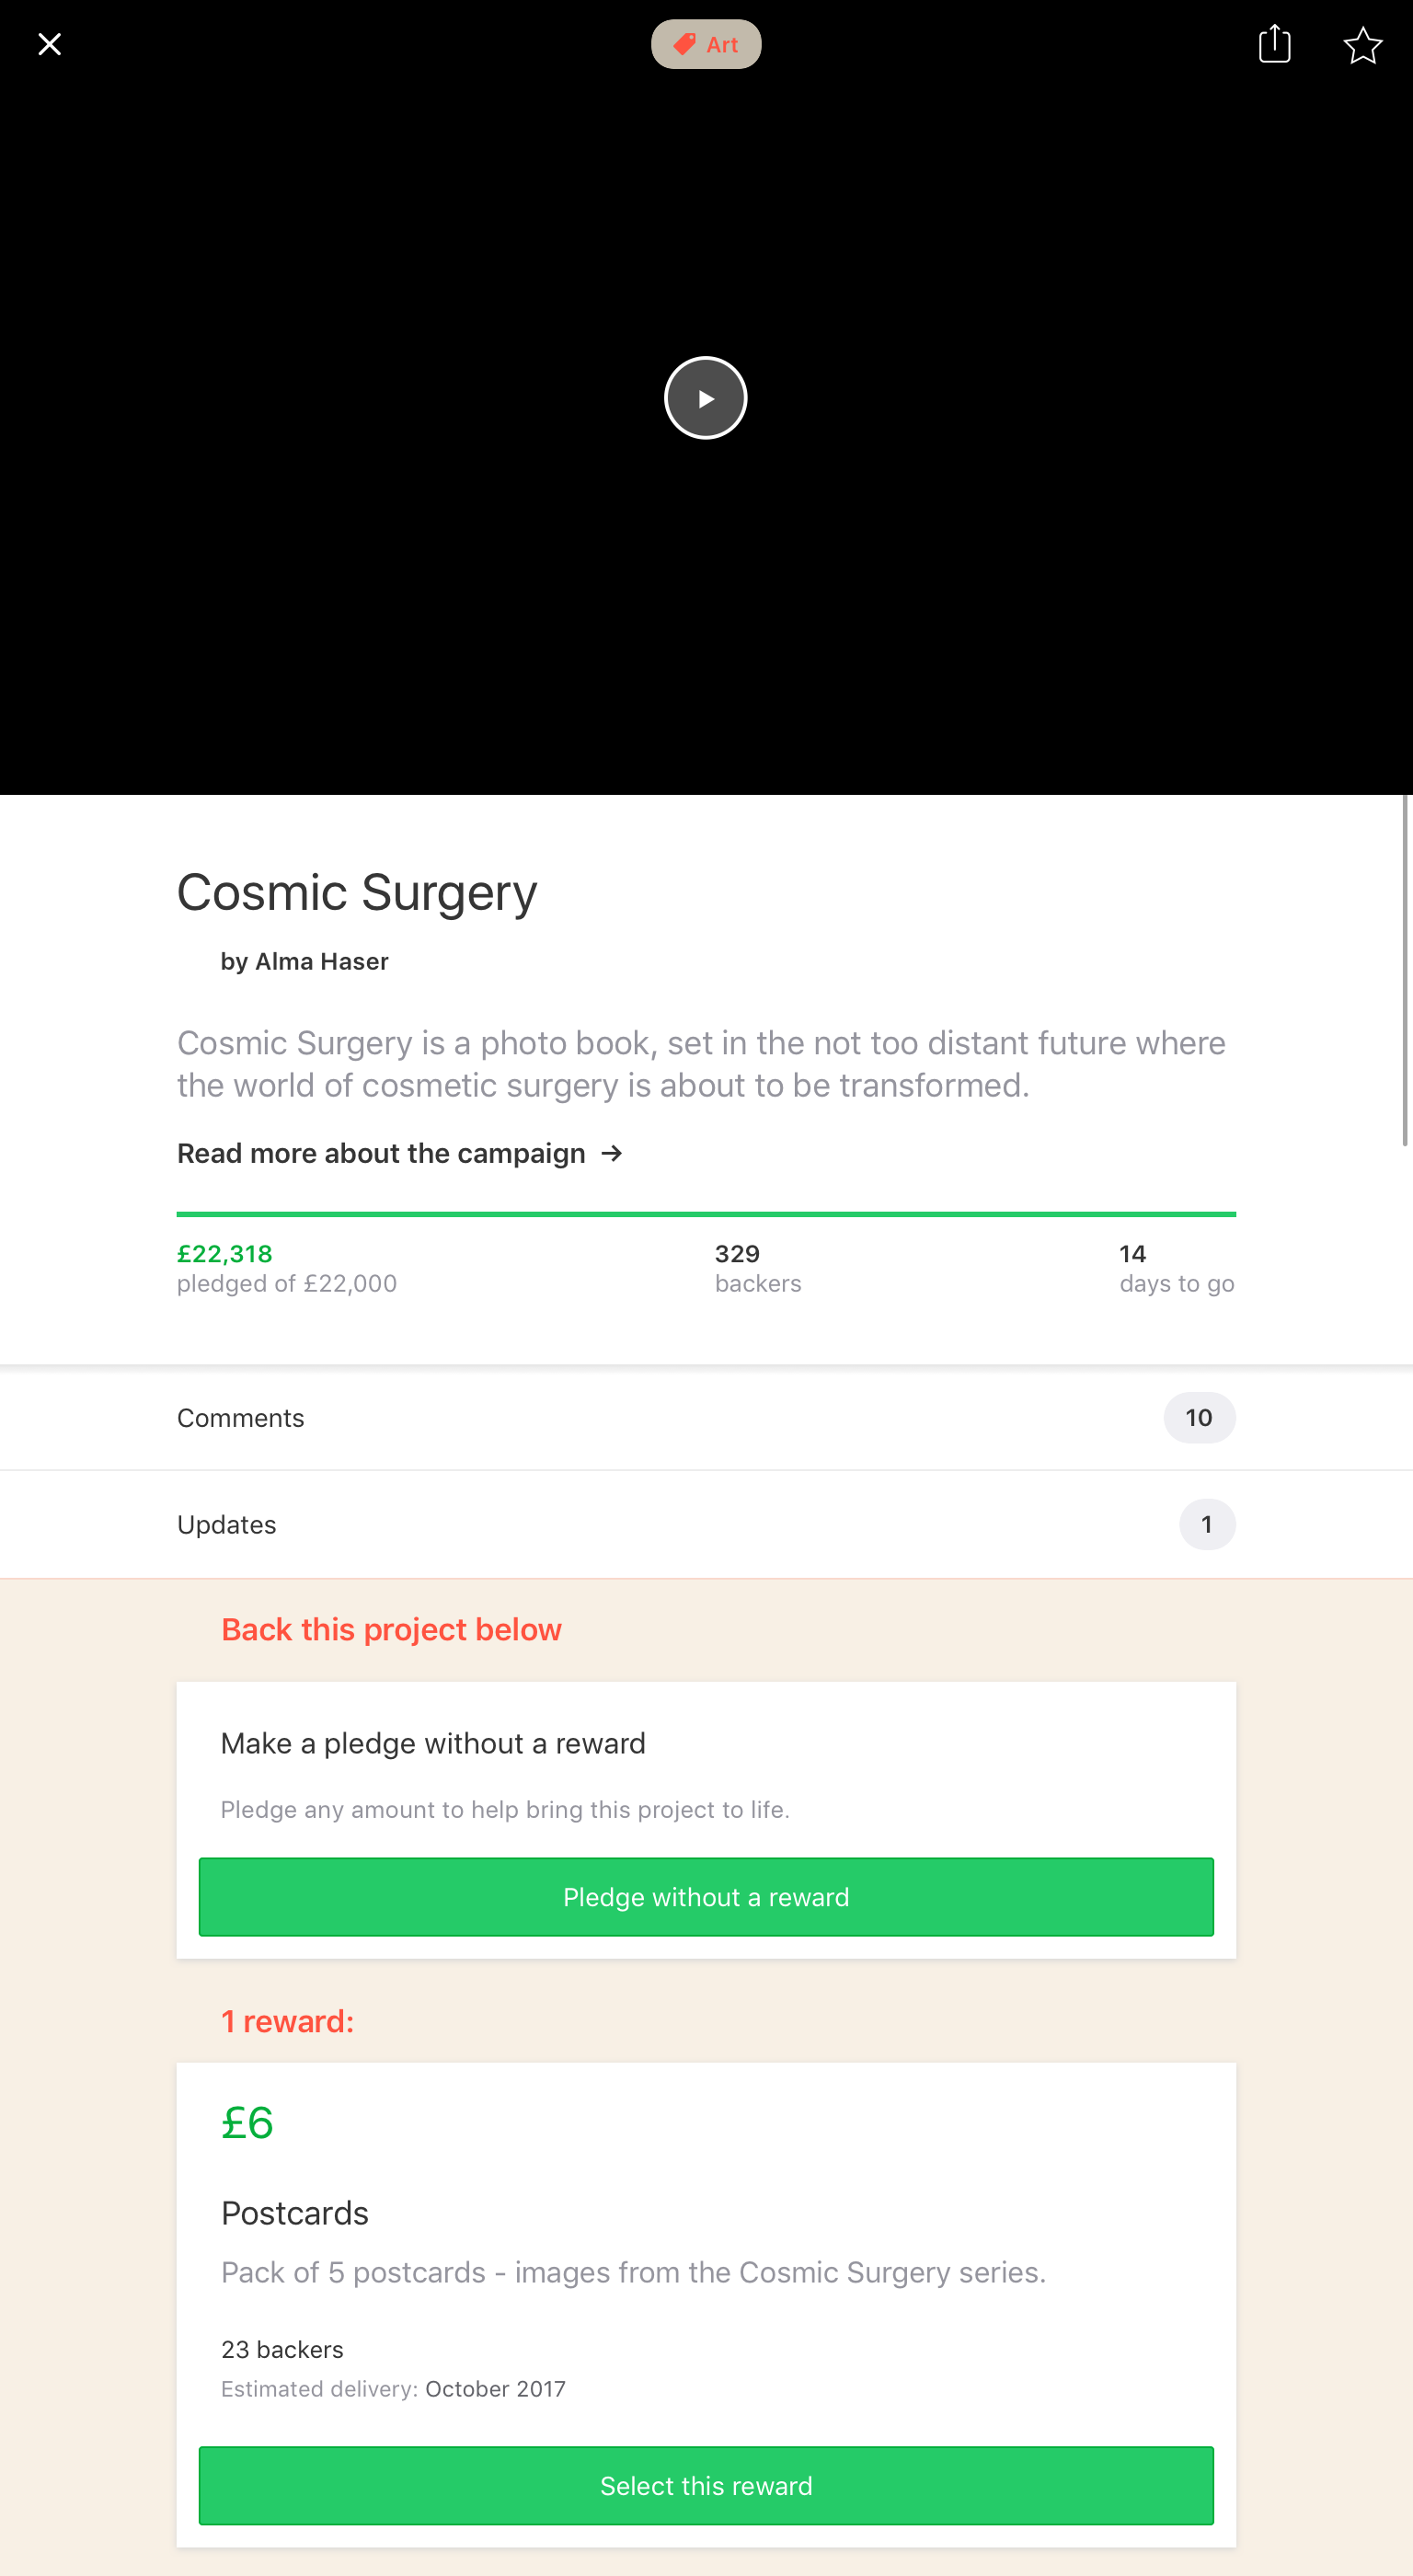 Art
Cosmic Surgery
by Alma Haser
Cosmic Surgery is a photo book, set in the not too distant future where
the world of cosmetic surgery is about to be transformed.
Read more about the campaign →
£22,318
pledged of £22,000
329
backers
14
days to go
Comments
10
Updates
1
Back this project below
Make a pledge without a reward
Pledge any amount to help bring this project to life.
Pledge without a reward
1 reward:
£6
Postcards
Pack of 5 postcards - images from the Cosmic Surgery series.
23 backers
Estimated delivery: October 2017
Select this reward